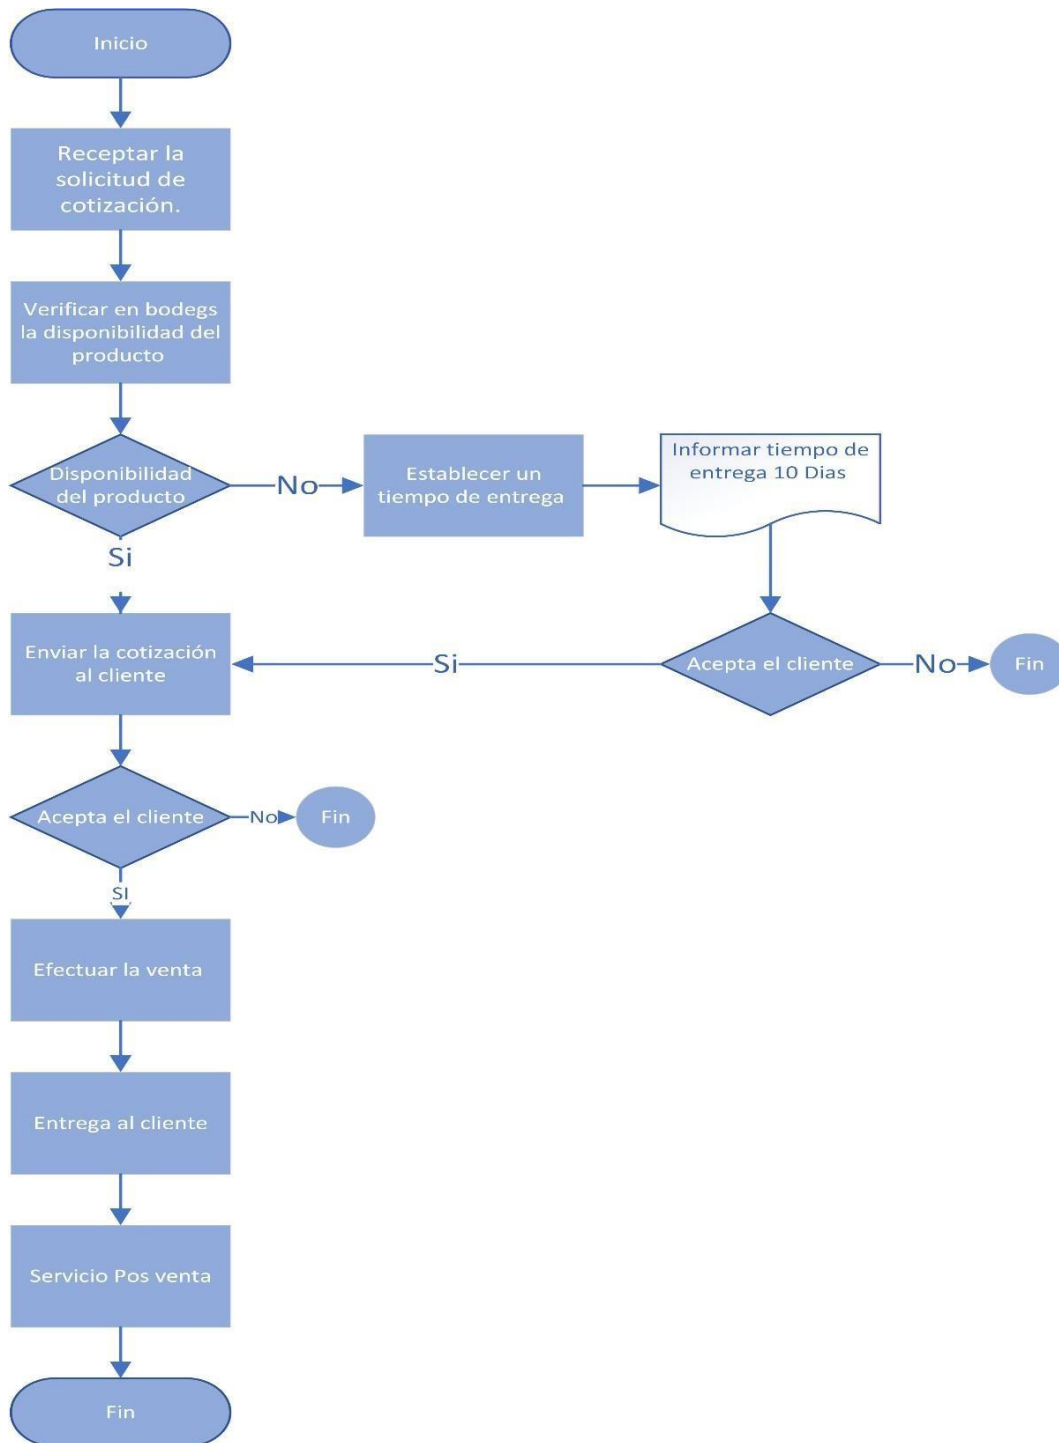 Inicio
Receptar la
solicitud de
cotización.
Verificar en bodegs
la disponibilidad del
producto
Disponibilidad
del producto
No
Establecer un
tiempo de entrega
Informar tiempo de
entrega 10 Dias
Si
Enviar la cotización
al cliente
Si
Acepta el cliente
No
Fin
Acepta el cliente
No
Fin
SI
Efectuar la venta
Entrega al cliente
Servicio Pos venta
Fin